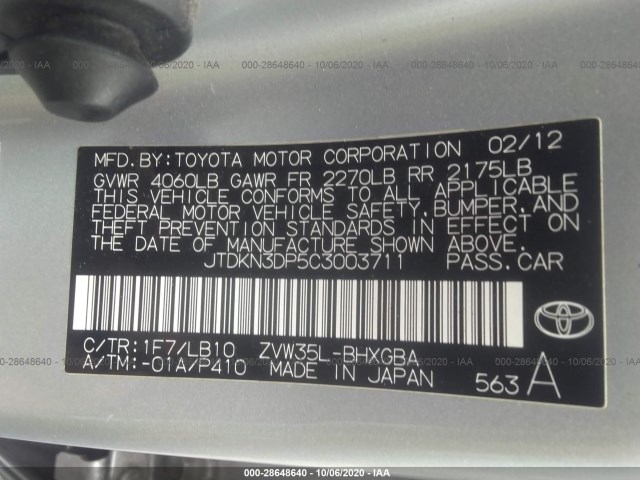 000-28648640 - 10/06/2020 - IAA
MFD. BY: TOYOTA MOTOR CORPORATION 02/12
GVWR 4060LB GAWR FR 2270LB RR 2175LB
THIS VEHICLE CONFORMS TO ALL APPLICABLE
FEDERAL MOTOR VEHICLE SAFETY, BUMPER, AND
THEFT PREVENTION STANDARDS IN EFFECT ON
THE DATE OF MANUFACTURE SHOWN ABOVE.
JTDKN3DP5C3003711 PASS. CAR
C/TR: 1F7/LB10 ZVW35L-BHXGBA
A/TM: -01A/P410 MADE IN JAPAN 563 A
000-28648640 - 10/06/2020 - IAA